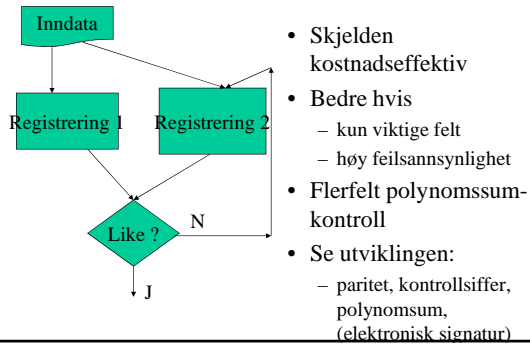 Inndata
Registrering 1
Registrering 2
Like ?
N
J
• Skjelden
kostnadseffektiv
• Bedre hvis
– kun viktige felt
– høy feilsannsynlighet
• Flerfelt polynomssum-
kontroll
• Se utviklingen:
– paritet, kontrollsiffer,
polynomsum,
(elektronisk signatur)